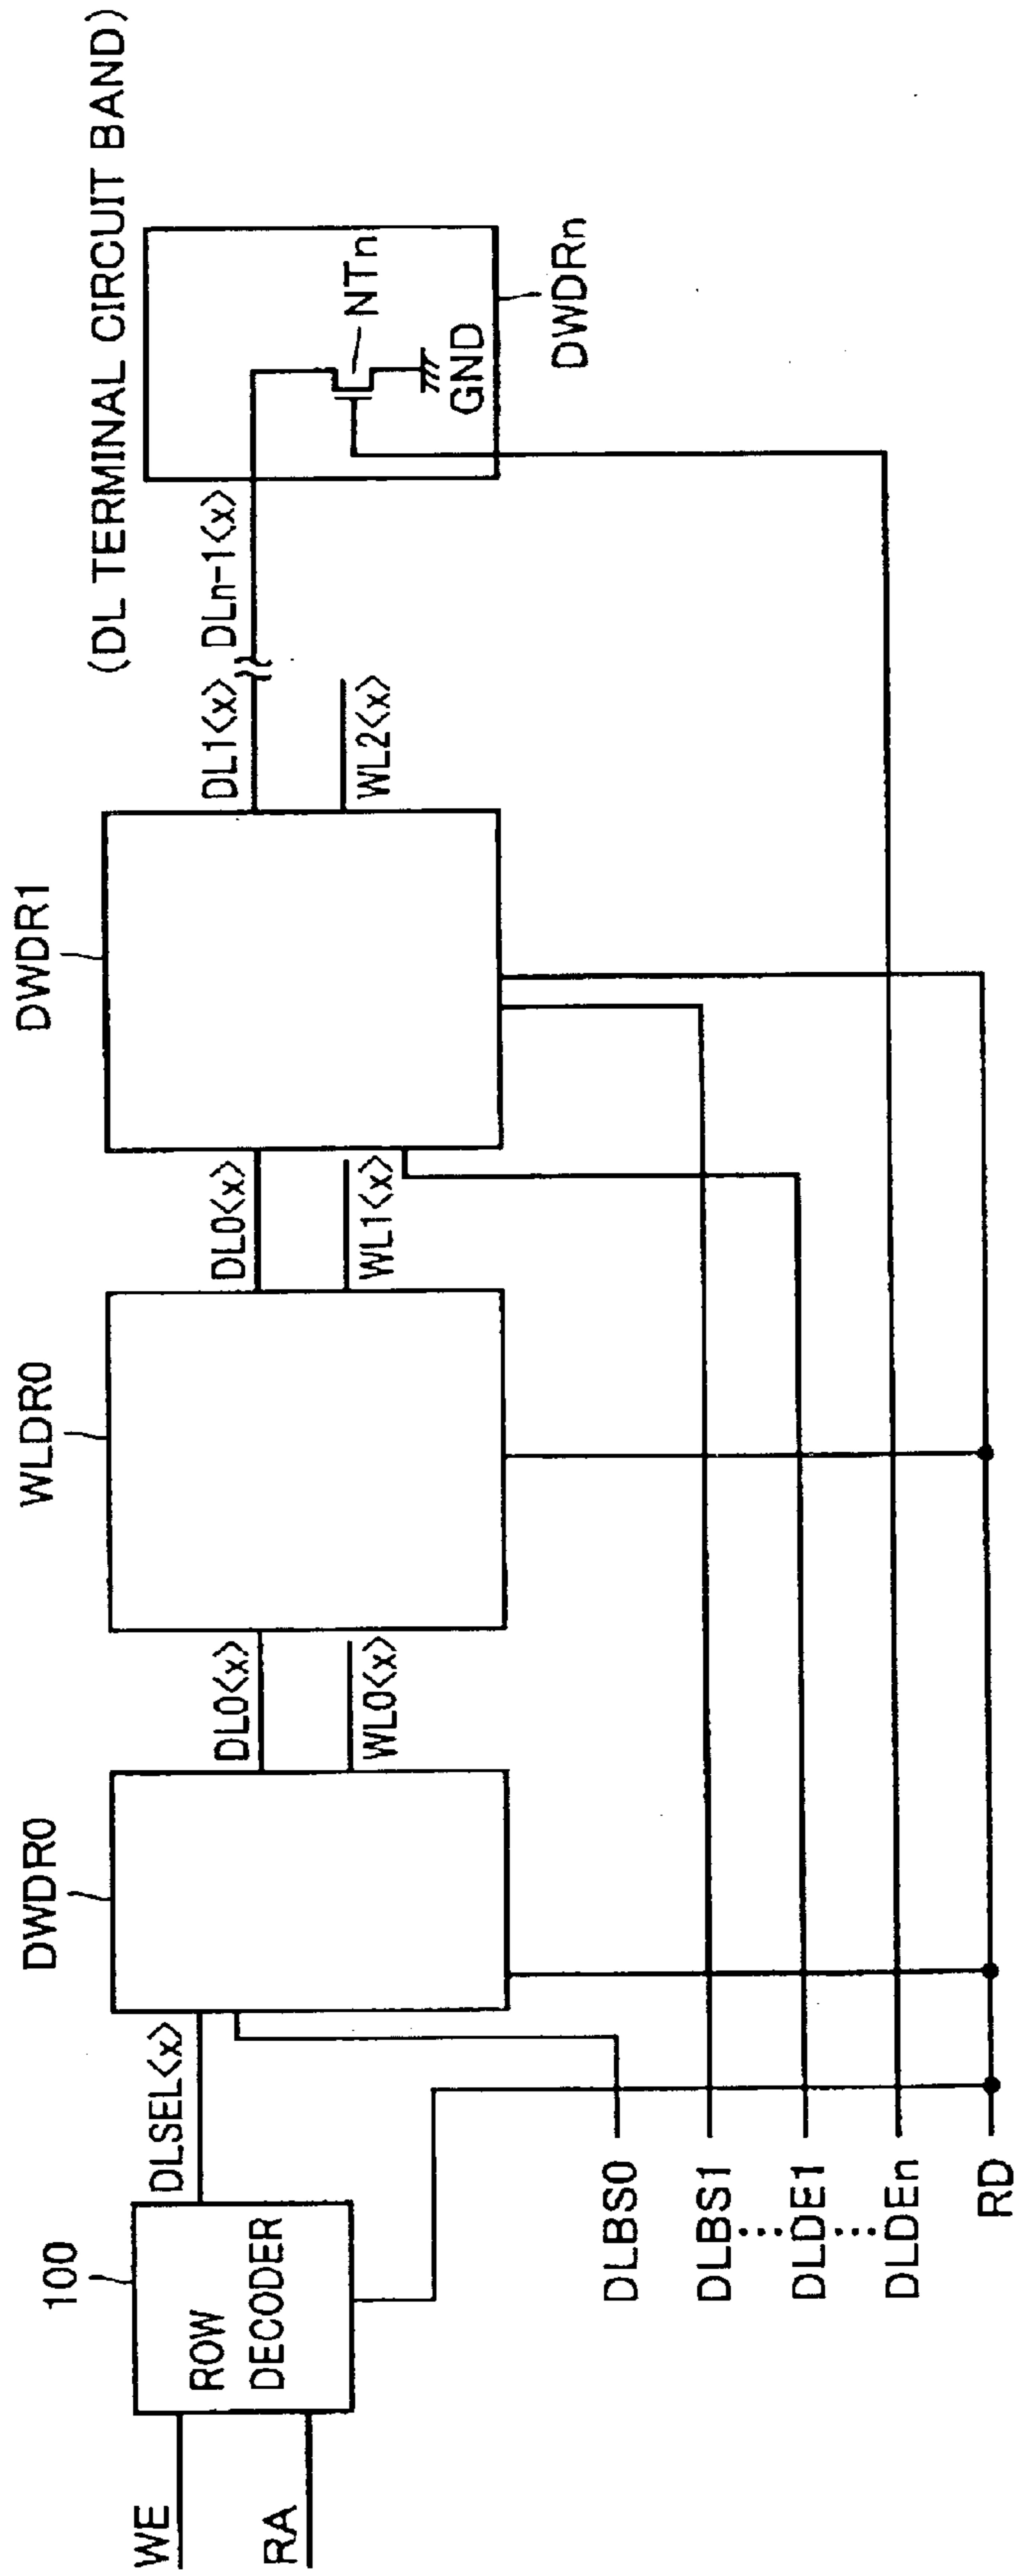 (DL TERMINAL CIRCUIT BAND)
DWDR0
WLDR0
DWDR1
100
ROW
DECODER
WE
RA
DLSEL<x>
DL0<x>
WL0<x>
DL0<x>
WL1<x>
DL1<x>
DLn-1<x>
WL2<x>
NTn
GND
DWDRn
DLBS0
DLBS1
DLDE1
DLDEn
RD